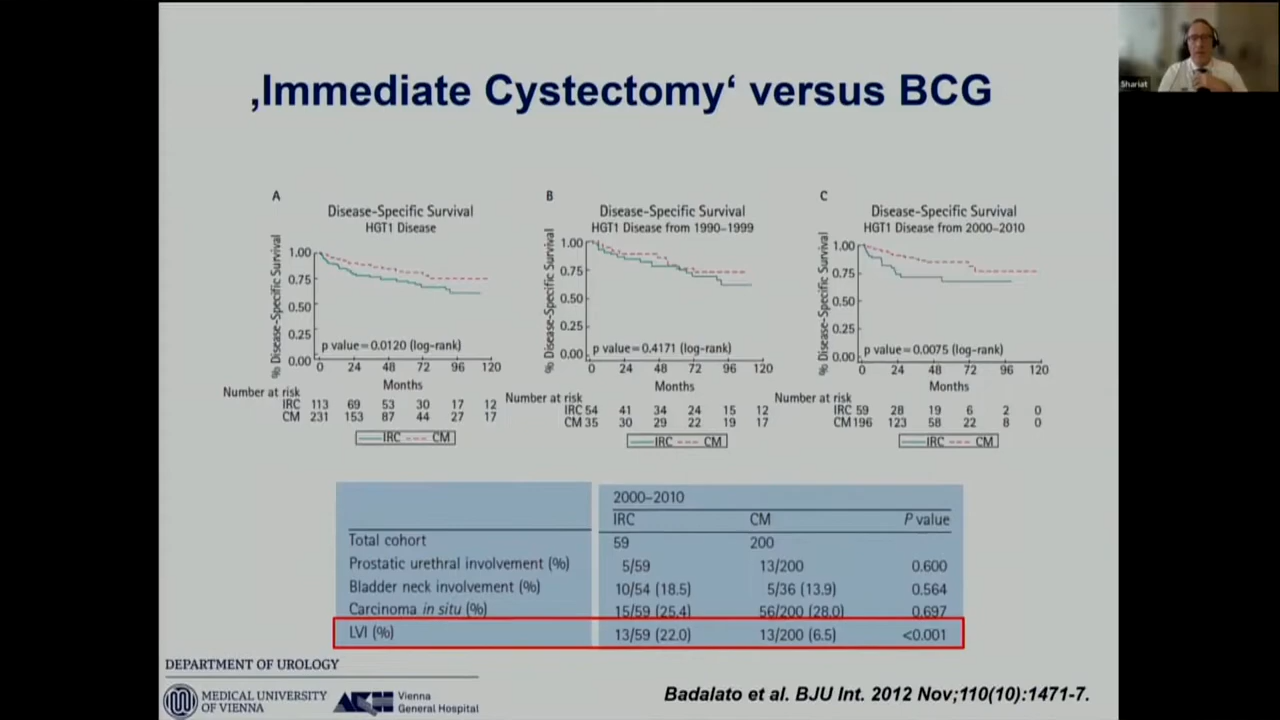 ‚Immediate Cystectomy‘ versus BCG
Shariat
A
Disease-Specific Survival
HGT1 Disease
% Disease-Specific Survival
1.00
0.75
0.50
0.25
0.00
p value=0.0120 (log-rank)
0 24 48 72 96 120
Months
Number at risk
IRC 113 69 53 30 17 12
CM 231 153 87 44 27 17
IRC CM
B
Disease-Specific Survival
HGT1 Disease from 1990–1999
% Disease-Specific Survival
1.00
0.75
0.50
0.25
0.00
p value=0.4171 (log-rank)
0 24 48 72 96 120
Months
Number at risk
IRC 54 41 34 24 15 12
CM 35 30 29 22 19 17
IRC CM
C
Disease-Specific Survival
HGT1 Disease from 2000–2010
% Disease-Specific Survival
1.00
0.75
0.50
0.25
0.00
p value=0.0075 (log-rank)
0 24 48 72 96 120
Months
Number at risk
IRC 59 28 19 6 2 0
CM 196 123 58 22 8 0
IRC CM
2000–2010
IRC CM P value
Total cohort 59 200
Prostatic urethral involvement (%) 5/59 13/200 0.600
Bladder neck involvement (%) 10/54 (18.5) 5/36 (13.9) 0.564
Carcinoma in situ (%) 15/59 (25.4) 56/200 (28.0) 0.697
LVI (%) 13/59 (22.0) 13/200 (6.5) <0.001
DEPARTMENT OF UROLOGY
MEDICAL UNIVERSITY
OF VIENNA
AKH
Vienna
General Hospital
Badalato et al. BJU Int. 2012 Nov;110(10):1471-7.